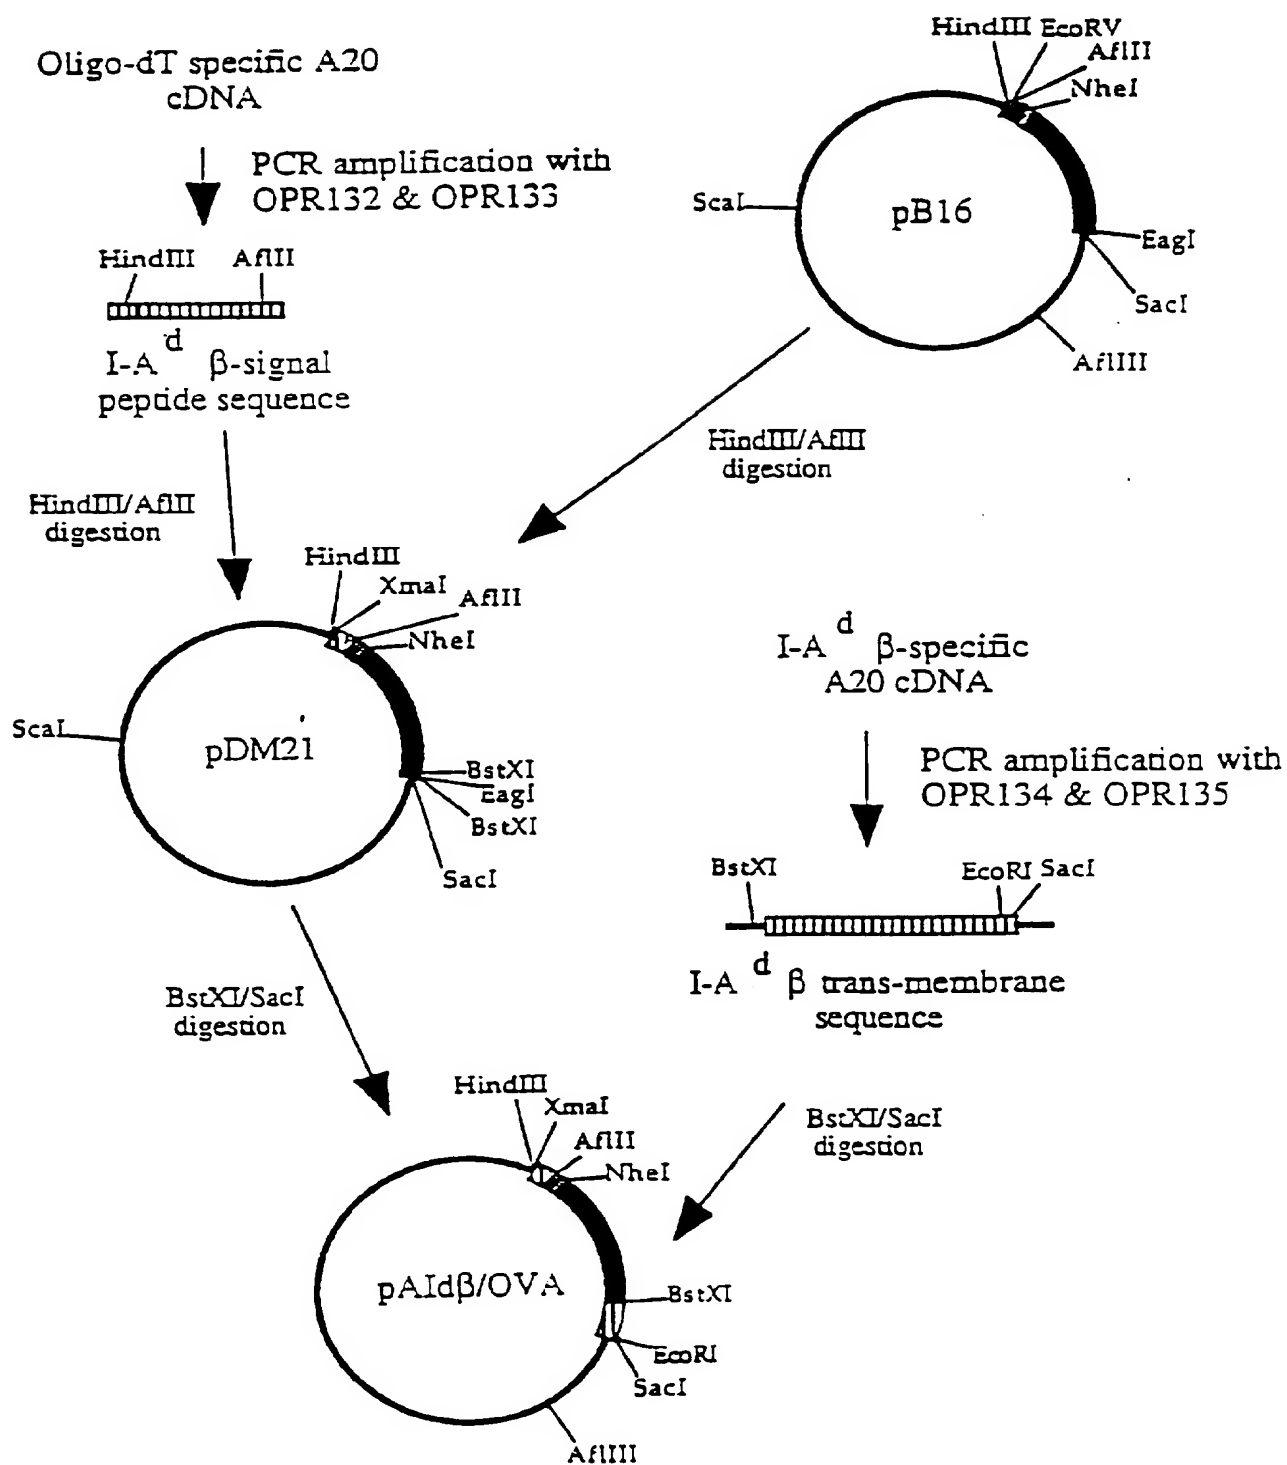 Oligo-dT specific A20
cDNA
PCR amplification with
OPR132 & OPR133
HindIII AflII
I-A d β-signal
peptide sequence
HindIII/AflII
digestion
HindIII EcoRV
AflII
NheI
ScaI
pB16
EagI
SacI
AflIII
HindIII/AflII
digestion
HindIII
XmaI
AflII
NheI
ScaI
pDM21
BstXI
EagI
BstXI
SacI
I-A d β-specific
A20 cDNA
PCR amplification with
OPR134 & OPR135
BstXI
EcoRI SacI
I-A d β trans-membrane
sequence
BstXI/SacI
digestion
BstXI/SacI
digestion
HindIII
XmaI
AflII
NheI
pAIdβ/OVA
BstXI
EcoRI
SacI
AflIII